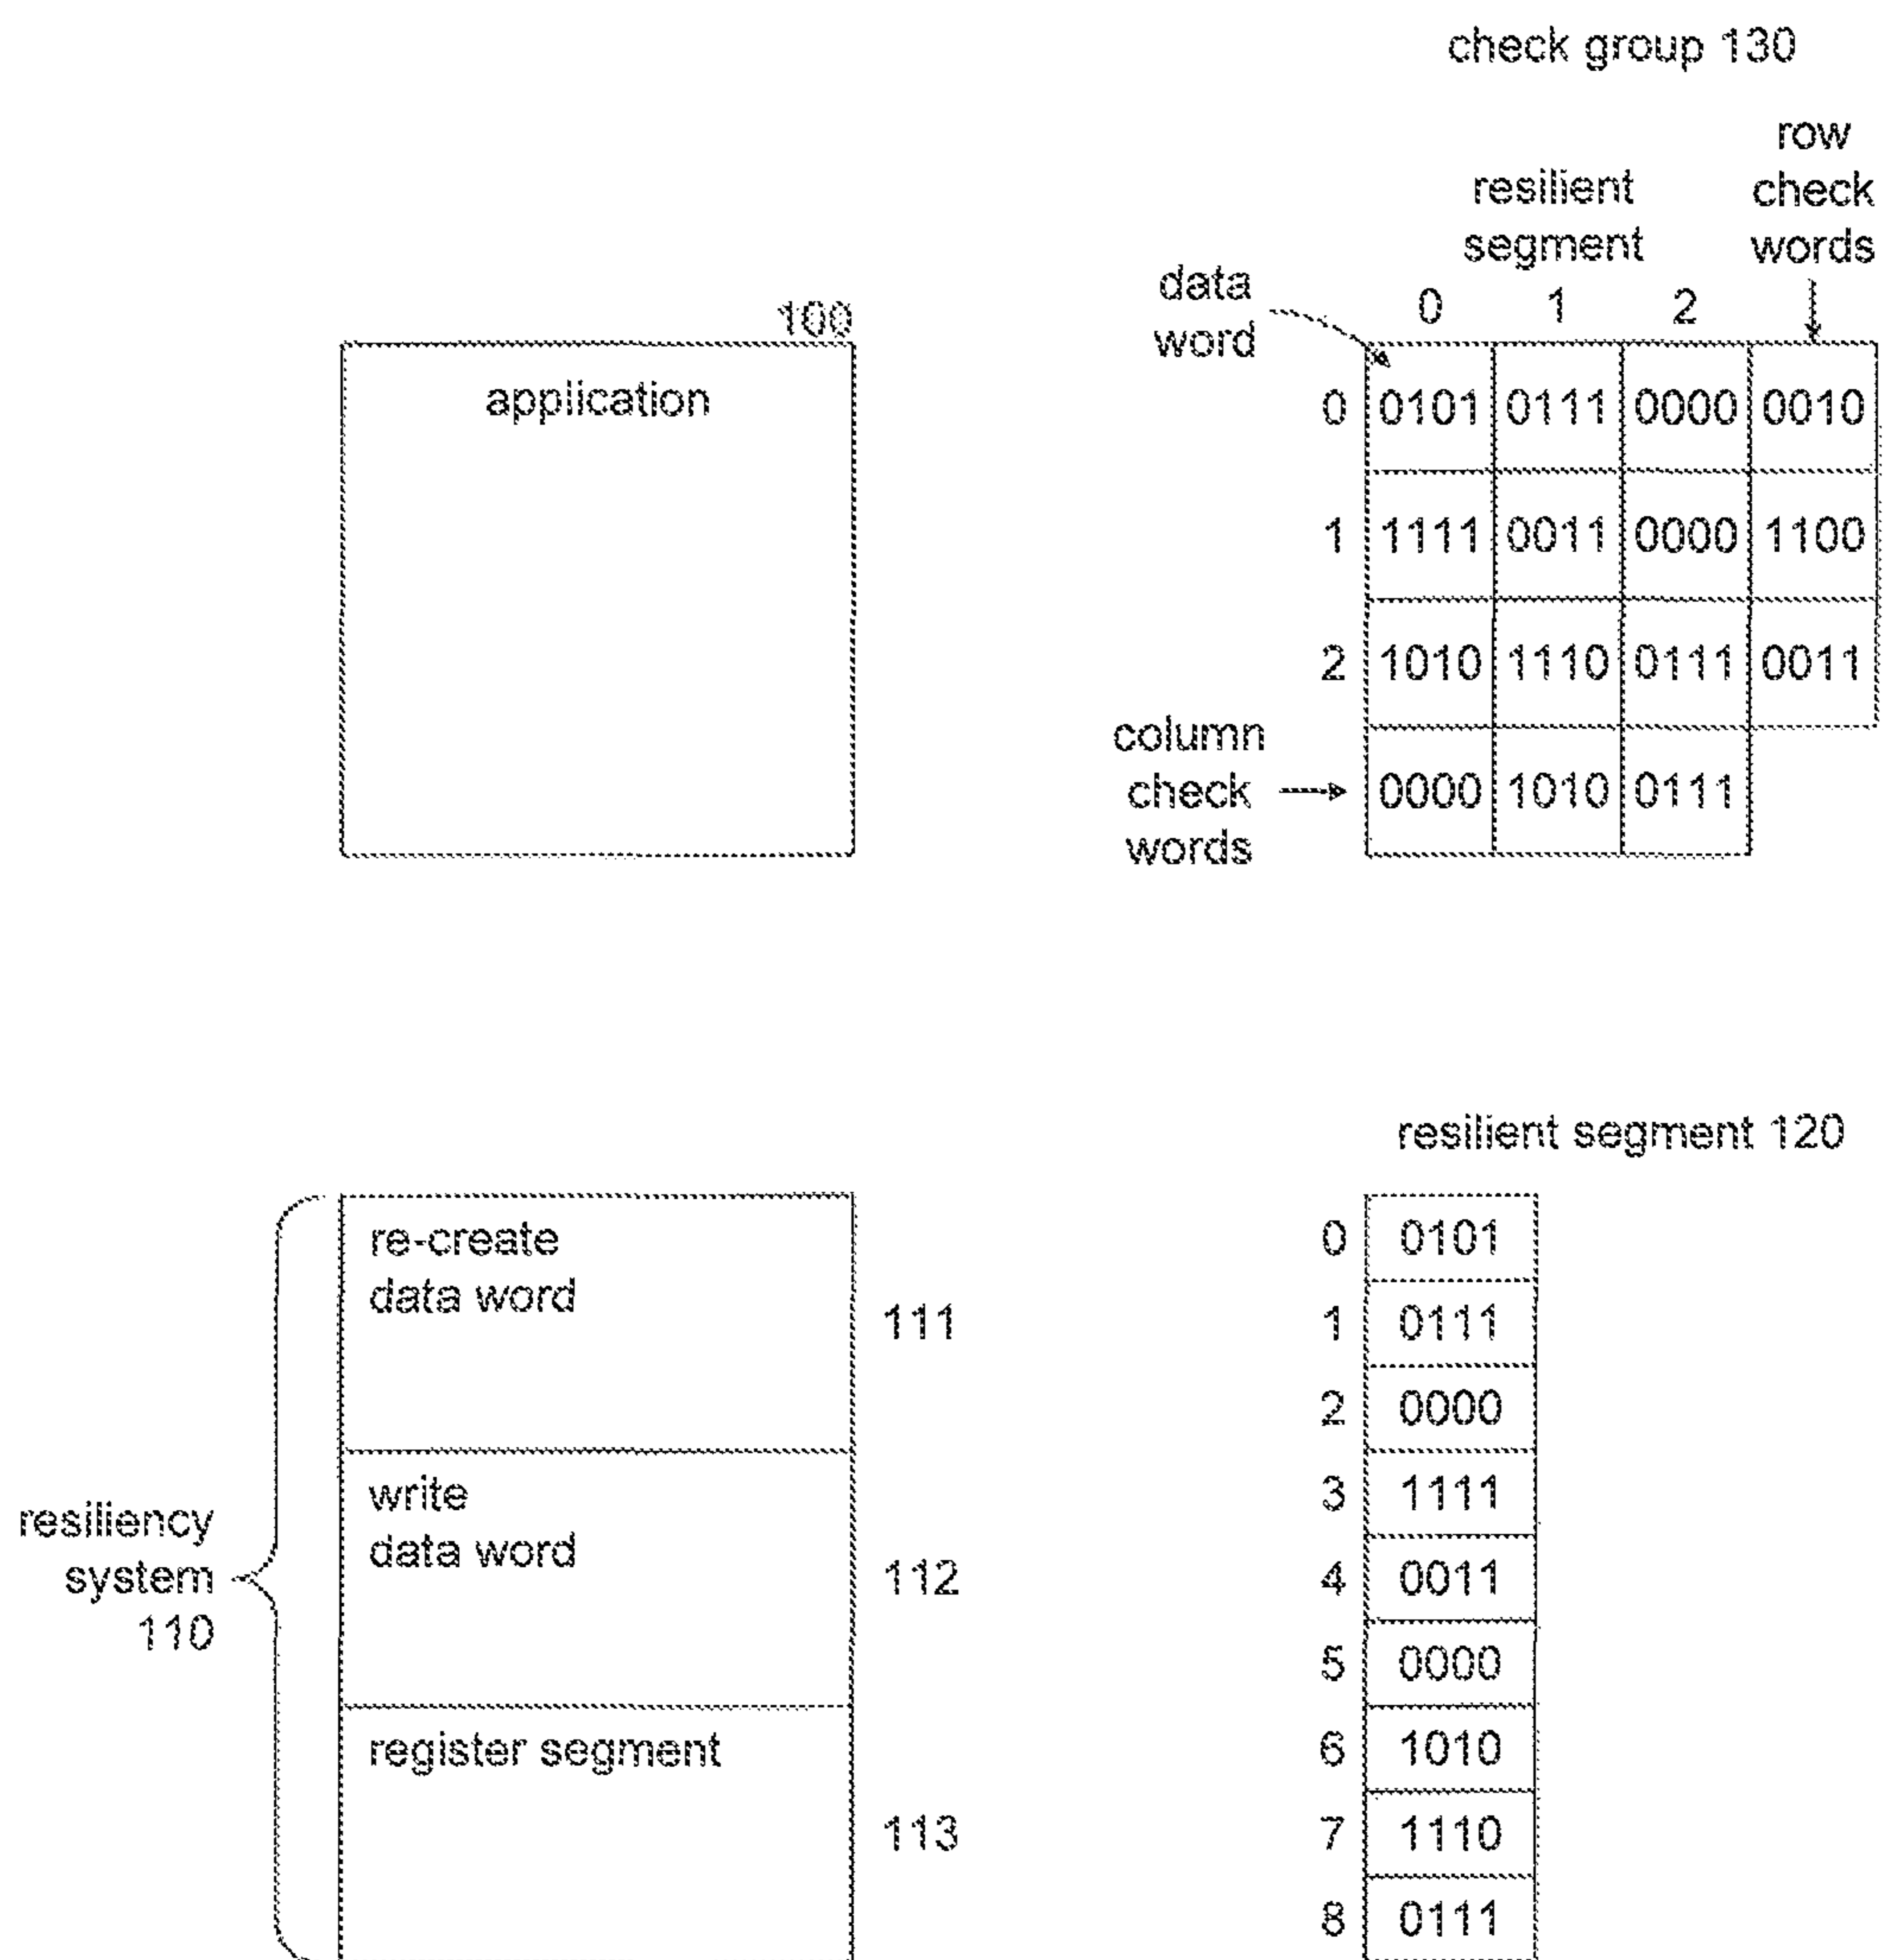 check group 130
row
check
words
resilient
segment
data
word
0 1 2
100
application
0 0101 0111 0000 0010
1 1111 0011 0000 1100
2 1010 1110 0111 0011
column
check
words
0000 1010 0111
resilient segment 120
resiliency
system
110
re-create
data word
111
write
data word
112
register segment
113
0 0101
1 0111
2 0000
3 1111
4 0011
5 0000
6 1010
7 1110
8 0111